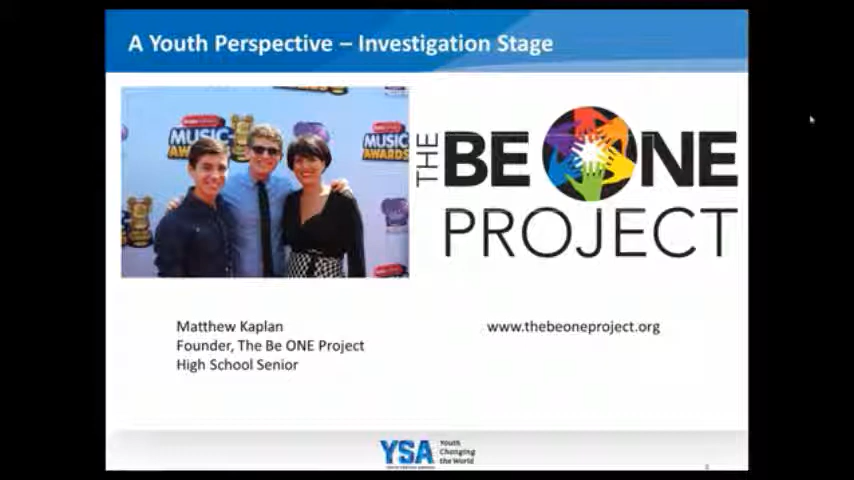 A Youth Perspective – Investigation Stage
MUSIC
AWARDS
MUSIC
AWARDS
THE
BE ONE
PROJECT
Matthew Kaplan
Founder, The Be ONE Project
High School Senior
www.thebeoneproject.org
YSA
Youth
Changing
the World